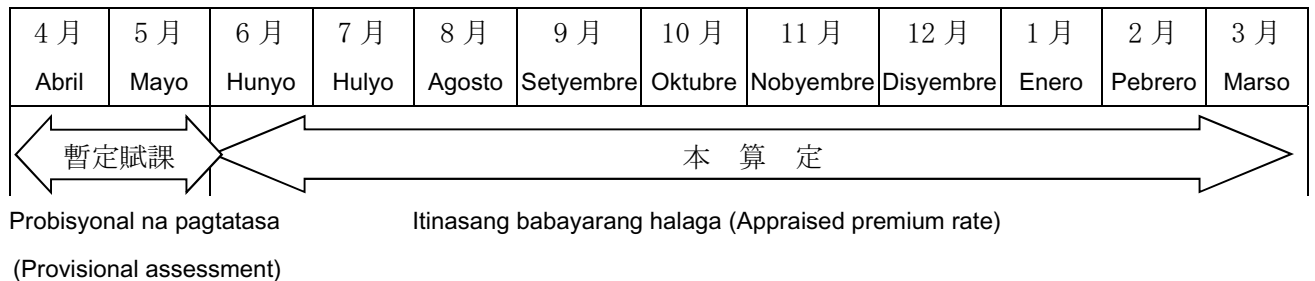 4月 5月 6月 7月 8月 9月 10月 11月 12月 1月 2月 3月
Abril Mayo Hunyo Hulyo Agosto Setyembre Oktubre Nobyembre Disyembre Enero Pebrero Marso
暫定賦課 本 算 定
Probisyonal na pagtatasa Itinasang babayarang halaga (Appraised premium rate)
(Provisional assessment)